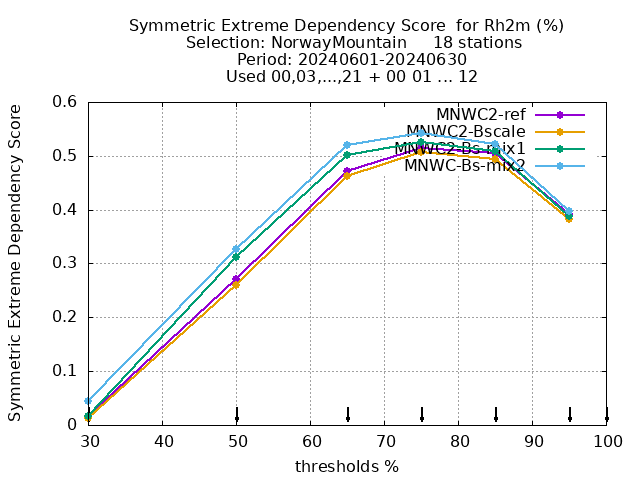 Symmetric Extreme Dependency Score  for Rh2m (%)
Selection: NorwayMountain     18 stations
Period: 20240601-20240630
Used 00,03,...,21 + 00 01 ... 12
Symmetric Extreme Dependency Score
0.6
0.5
0.4
0.3
0.2
0.1
0
MNWC2-ref
MNWC2-Bscale
MNWC2-Bs-mix1
MNWC-Bs-mix2
30 40 50 60 70 80 90 100
thresholds %